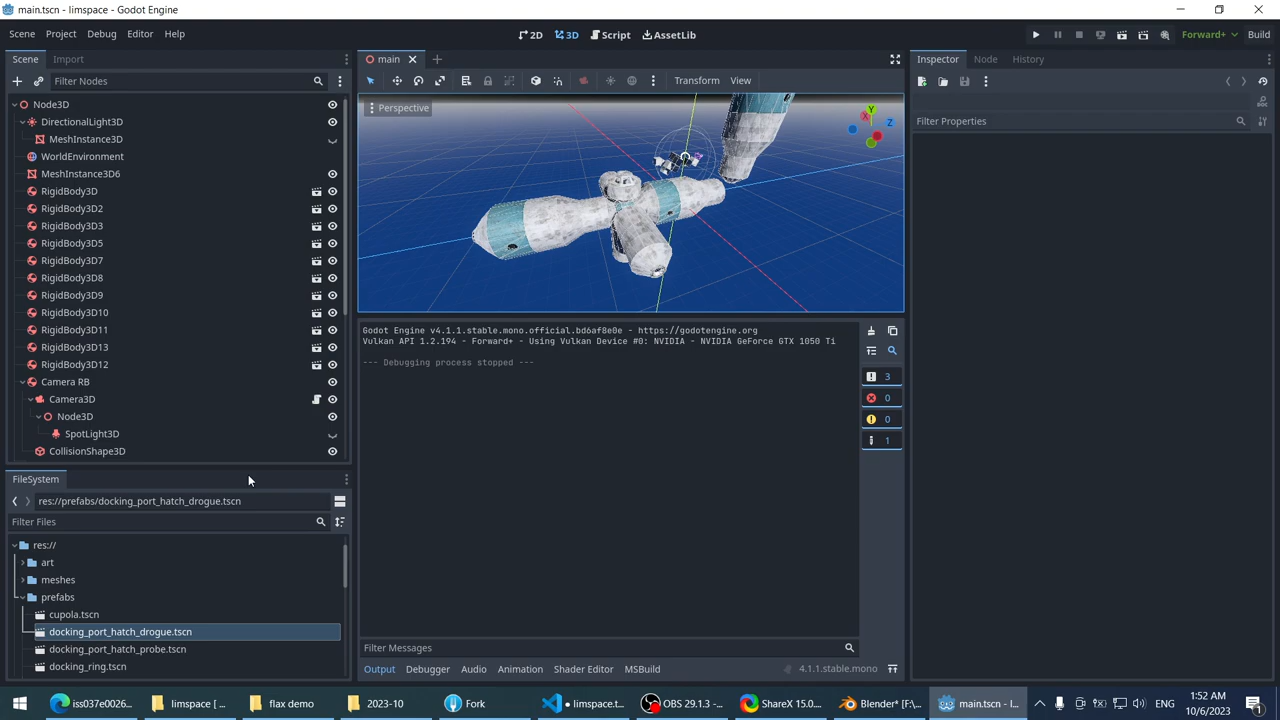 main.tscn - limspace - Godot Engine
Scene Project Debug Editor Help
2D 3D Script AssetLib
Forward+ Build
Scene Import
main
Inspector Node History
Filter Nodes
Transform View
Perspective
Y
X
Z
Filter Properties
Node3D
DirectionalLight3D
MeshInstance3D
WorldEnvironment
MeshInstance3D6
RigidBody3D
RigidBody3D2
RigidBody3D3
RigidBody3D5
RigidBody3D7
RigidBody3D8
RigidBody3D9
RigidBody3D10
RigidBody3D11
RigidBody3D13
RigidBody3D12
Camera RB
Camera3D
Node3D
SpotLight3D
CollisionShape3D
Godot Engine v4.1.1.stable.mono.official.bd6af8e0e - https://godotengine.org
Vulkan API 1.2.194 - Forward+ - Using Vulkan Device #0: NVIDIA - NVIDIA GeForce GTX 1050 Ti
--- Debugging process stopped ---
3
0
0
1
FileSystem
res://prefabs/docking_port_hatch_drogue.tscn
Filter Files
res://
art
meshes
prefabs
cupola.tscn
docking_port_hatch_drogue.tscn
docking_port_hatch_probe.tscn
docking_ring.tscn
Filter Messages
Output Debugger Audio Animation Shader Editor MSBuild
4.1.1.stable.mono
iss037e0026...
limspace [ ...
flax demo
2023-10
Fork
● limspace.t...
OBS 29.1.3 - ...
ShareX 15.0....
Blender* [F:\...
main.tscn - l...
ENG
1:52 AM
10/6/2023
1